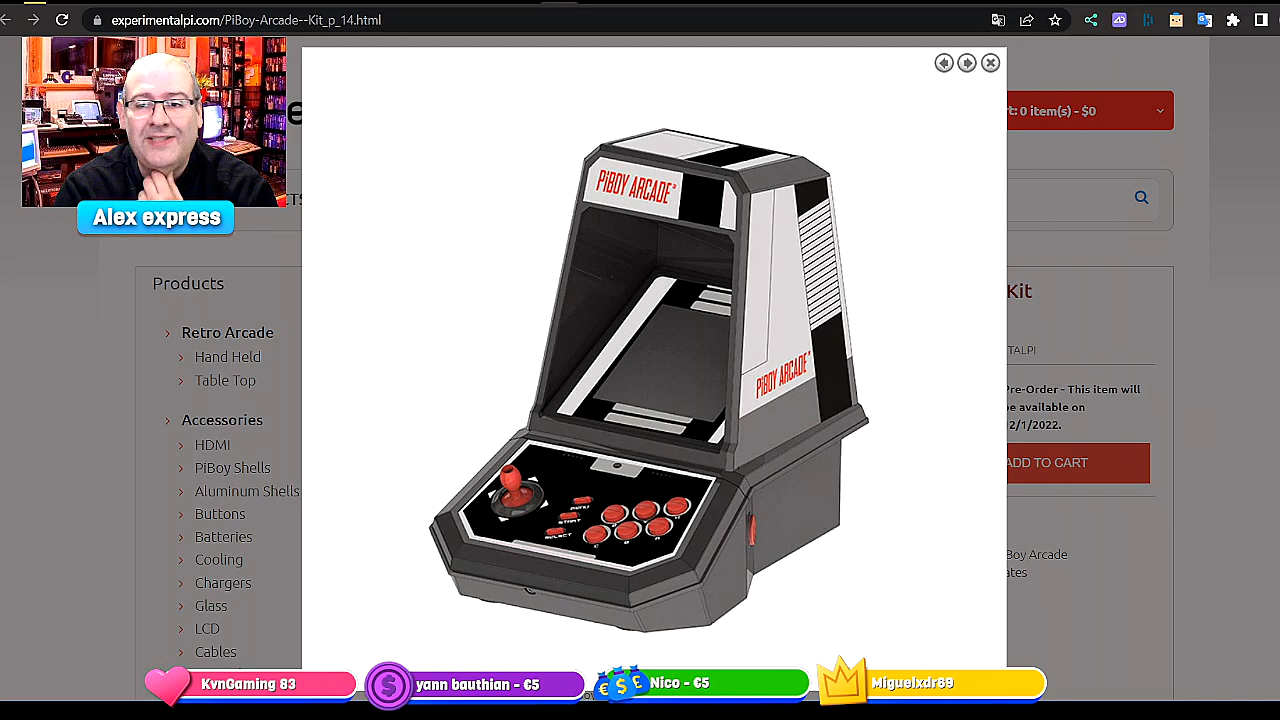 experimentalpi.com/PiBoy-Arcade--Kit_p_14.html
e
t: 0 item(s) - $0
Alex express
TS
PiBOY ARCADE
Products
Retro Arcade
Hand Held
Table Top
Accessories
HDMI
PIBoy Shells
Aluminum Shells
Buttons
Batteries
Cooling
Chargers
Glass
LCD
Cables
Kit
TALPI
Pre-Order - This item will
be available on
12/1/2022.
ADD TO CART
Boy Arcade
ates
PiBOY ARCADE
MENU
START
SELECT
C
B
A
KvnGaming 83
yann bauthian - €5
Nico - €5
Miguelxdr69